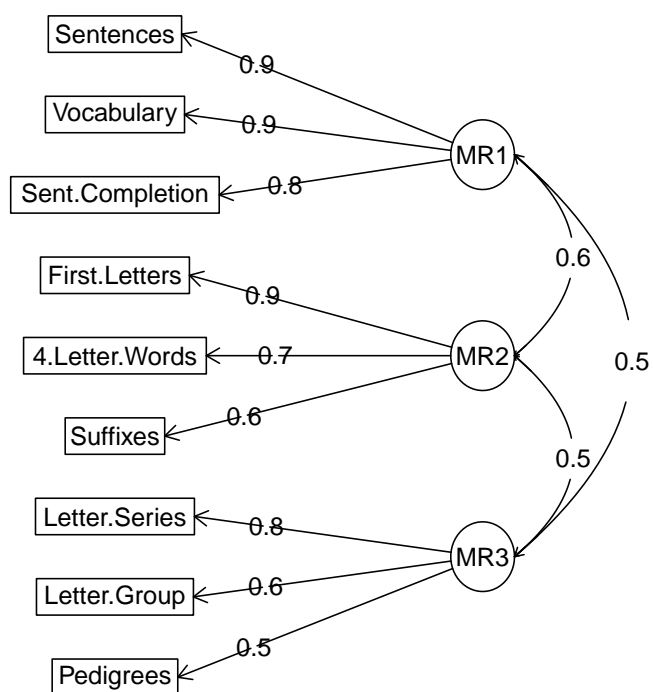 Sentences
0.9
Vocabulary
0.9
MR1
Sent.Completion
0.8
0.6
First.Letters
0.9
4.Letter.Words
0.7
MR2
0.5
Suffixes
0.6
0.5
Letter.Series
0.8
MR3
Letter.Group
0.6
0.5
Pedigrees